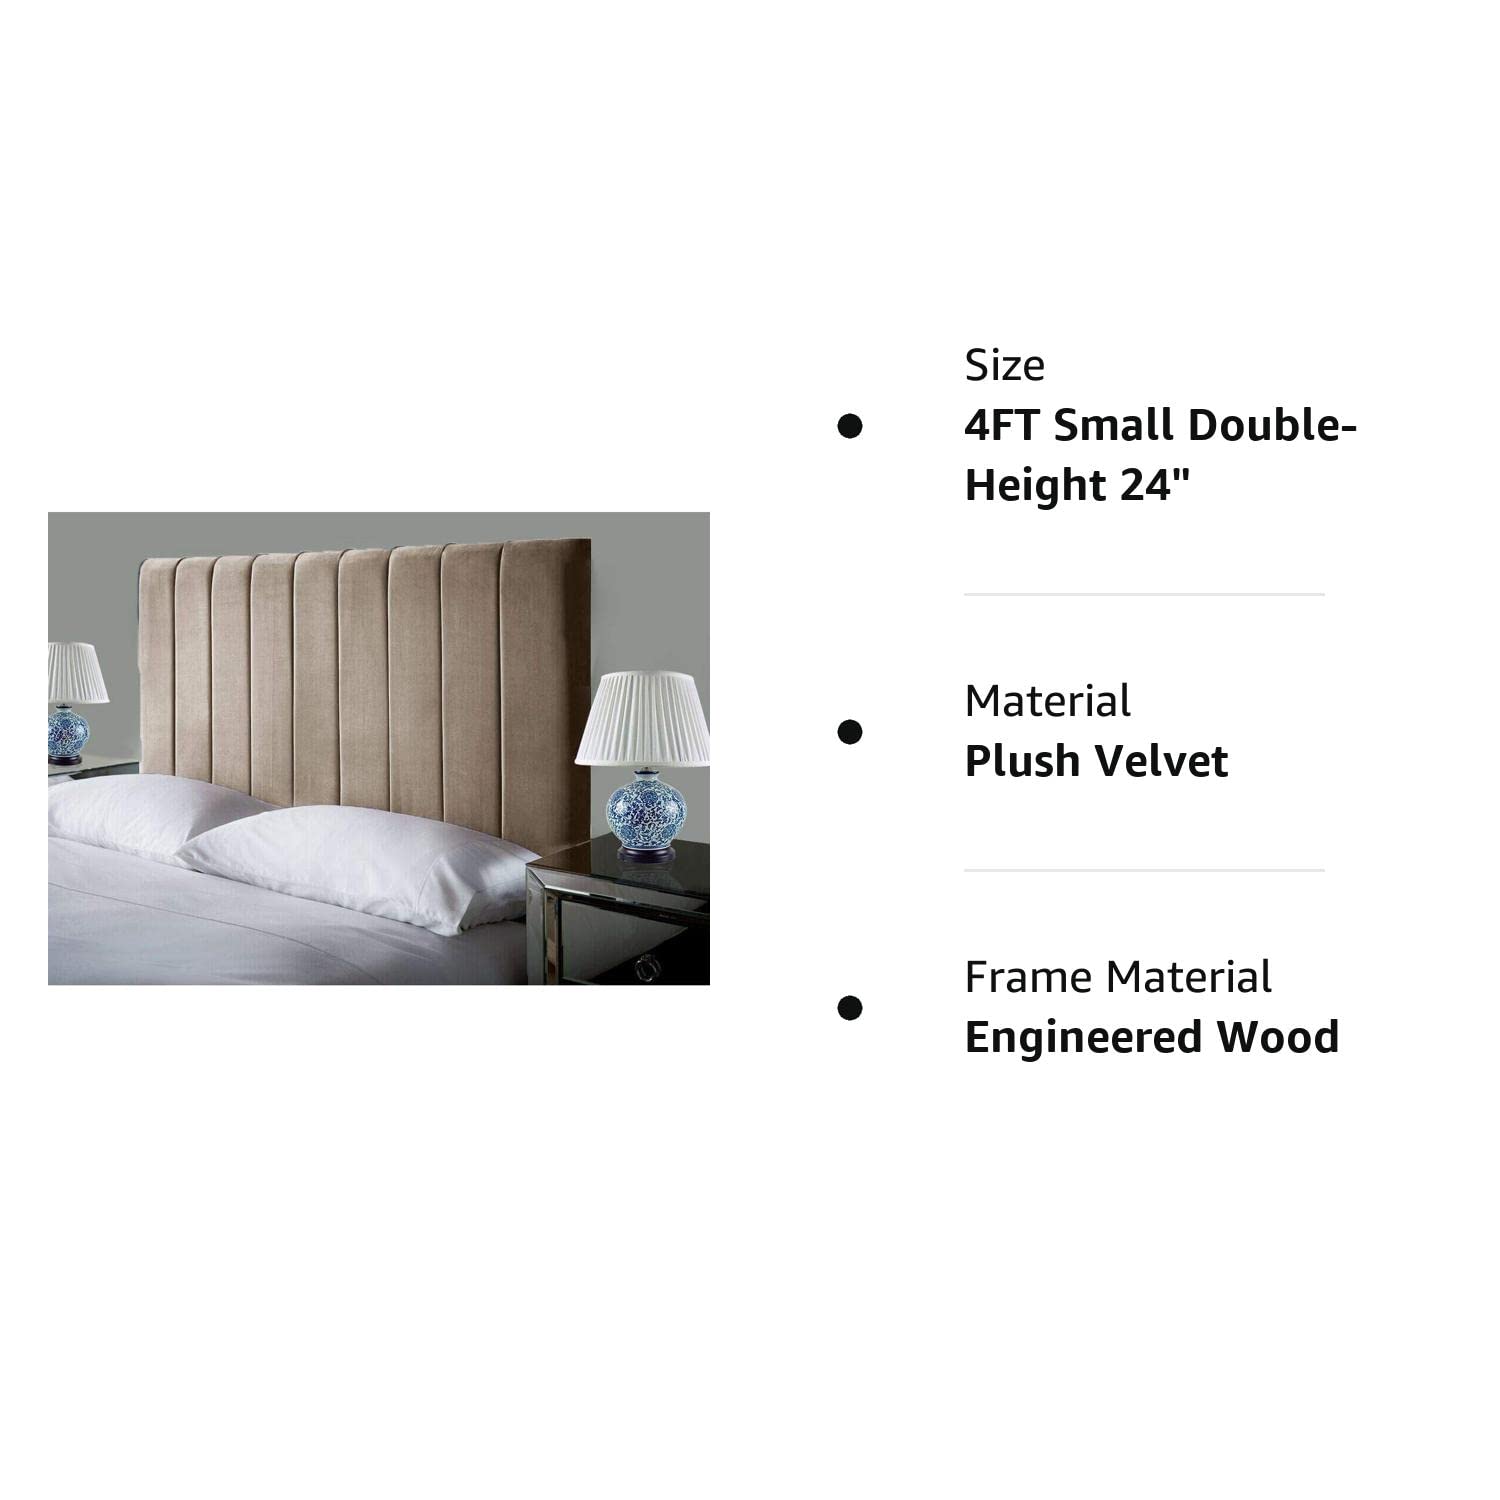 Size
4FT Small Double-
Height 24"
Material
Plush Velvet
Frame Material
Engineered Wood